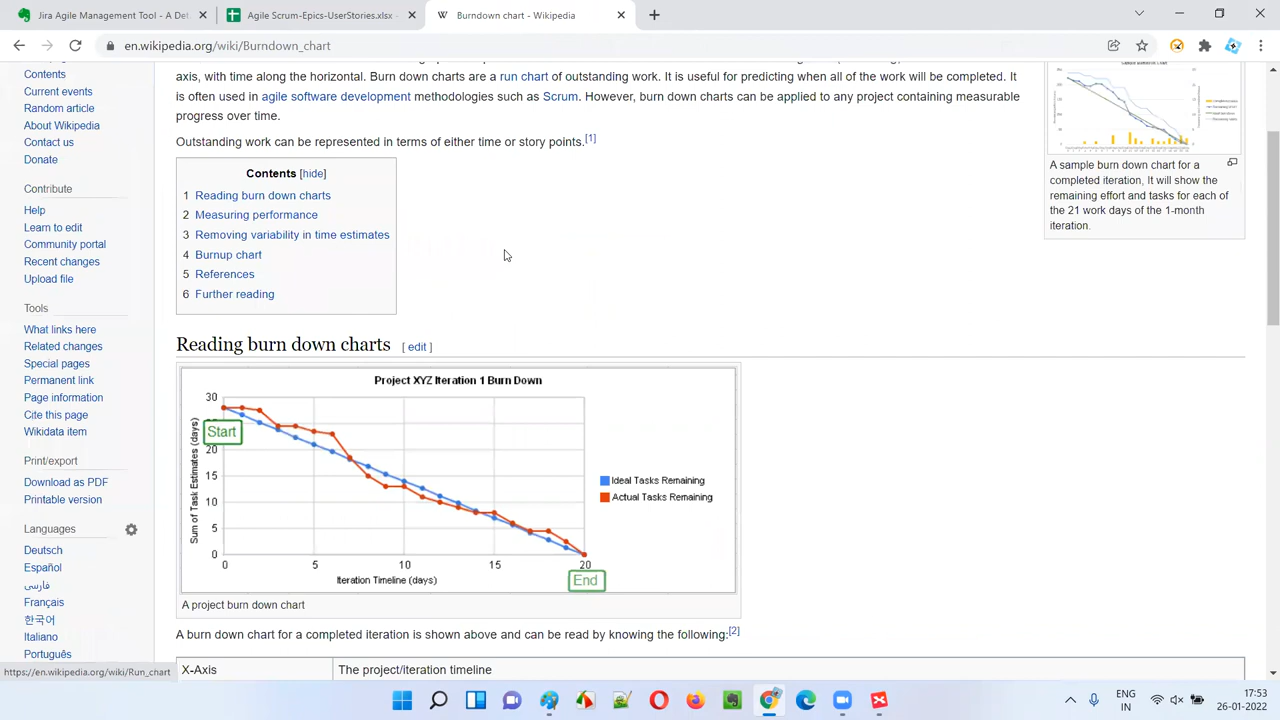 Jira Agile Management Tool - A Det
Agile Scrum User-StoriesStories.xlsx
Burndown chart - Wikipedia
en.wikipedia.org/wiki/Burndown_chart
Contents
Current events
Random article
About Wikipedia
Contact us
Donate
Contribute
Help
Learn to edit
Community portal
Recent changes
Upload file
Tools
What links here
Related changes
Special pages
Permanent link
Page information
Cite this page
Wikidata item
Print/export
Download as PDF
Printable version
Languages
Deutsch
Español
فارسی
Français
한국어
Italiano
Português
https://en.wikipedia.org/wiki/Run_chart
run chart of outstanding work. It is useful for predicting when all of the work will be completed. It
is often used in agile software development methodologies such as Scrum. However, burn down charts can be applied to any project containing measurable
progress over time.
Outstanding work can be represented in terms of either time or story points.[1]
Contents [hide]
1 Reading burn down charts
2 Measuring performance
3 Removing variability in time estimates
4 Burnup chart
5 References
6 Further reading
A sample burn down chart for a
completed iteration, It will show the
remaining effort and tasks for each of
the 21 work days of the 1-month
iteration.
Reading burn down charts [ edit ]
Project XYZ Iteration 1 Burn Down
Sum of Task Estimates (days)
30
20
15
10
5
0
Start
0 5 10 15 20
Iteration Timeline (days)
End
Ideal Tasks Remaining
Actual Tasks Remaining
A project burn down chart
A burn down chart for a completed iteration is shown above and can be read by knowing the following:[2]
X-Axis The project/iteration timeline
ENG
IN
17:53
26-01-2022